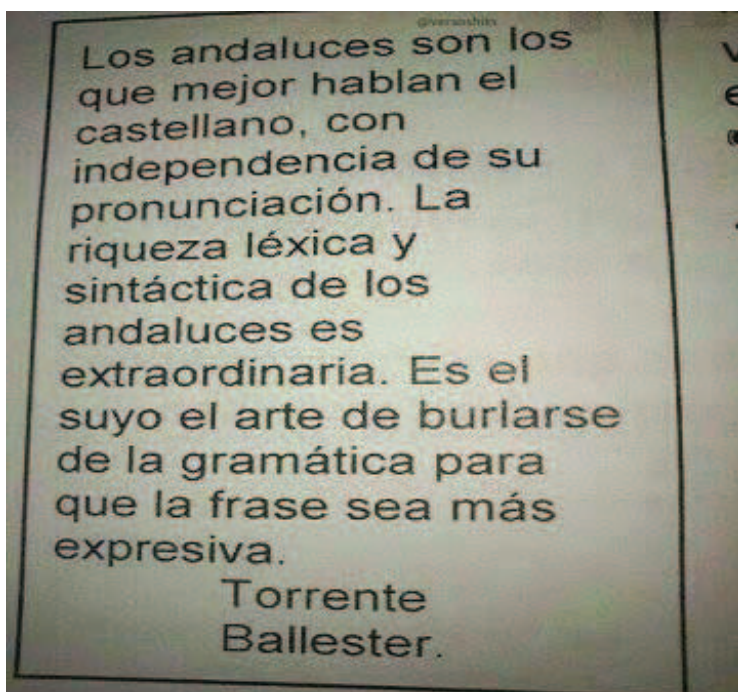 Los andaluces son los
que mejor hablan el
castellano, con
independencia de su
pronunciación. La
riqueza léxica y
sintáctica de los
andaluces es
extraordinaria. Es el
suyo el arte de burlarse
de la gramática para
que la frase sea más
expresiva.
Torrente
Ballester.